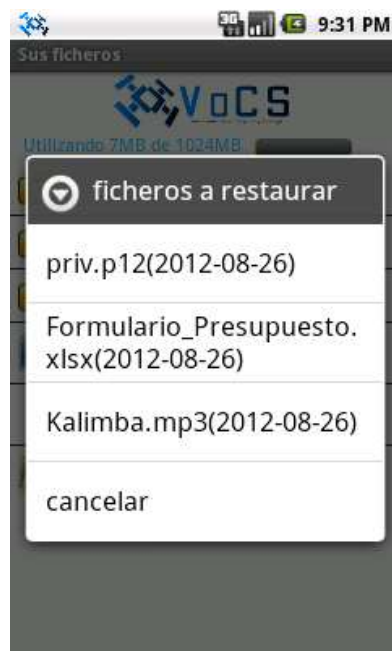 3G
9:31 PM
Sus ficheros
VoCS
Utilizando 7MB de 1024MB
ficheros a restaurar
priv.p12(2012-08-26)
Formulario_Presupuesto.
xlsx(2012-08-26)
Kalimba.mp3(2012-08-26)
cancelar